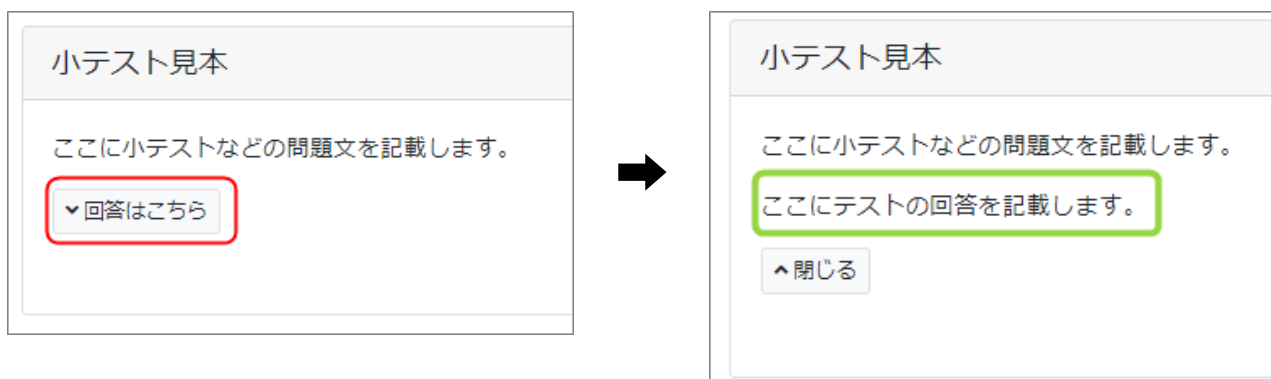 小テスト見本
ここに小テストなどの問題文を記載します。
回答はこちら
小テスト見本
ここに小テストなどの問題文を記載します。
ここにテストの回答を記載します。
閉じる